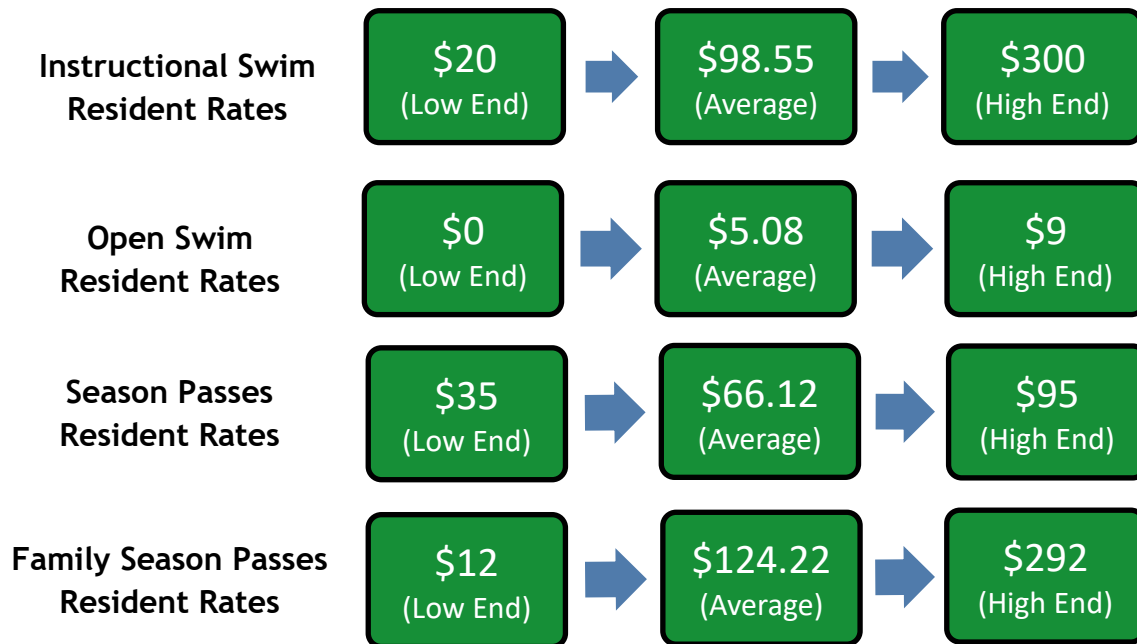 Instructional Swim
Resident Rates
$20
(Low End)
$98.55
(Average)
$300
(High End)
Open Swim
Resident Rates
$0
(Low End)
$5.08
(Average)
$9
(High End)
Season Passes
Resident Rates
$35
(Low End)
$66.12
(Average)
$95
(High End)
Family Season Passes
Resident Rates
$12
(Low End)
$124.22
(Average)
$292
(High End)